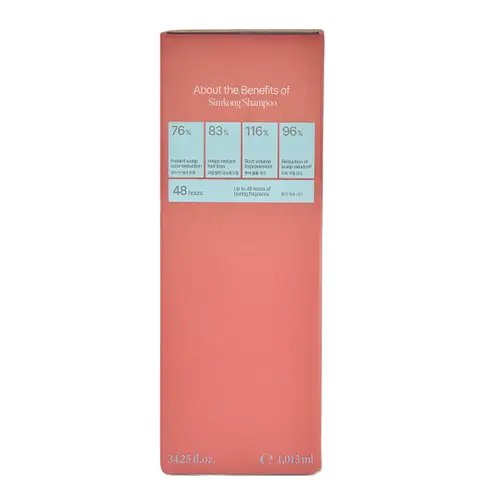 About the Benefits of
Simkong Shampoo
76% 83% 116% 96%
Instant scalp odor reduction
Helps reduce hair loss
Root volume improvement
Reduction in scalp dandruff
48 hours
Up to 48 hours of
lasting fragrance
34.25 fl.oz. ℮ 1,013 ml